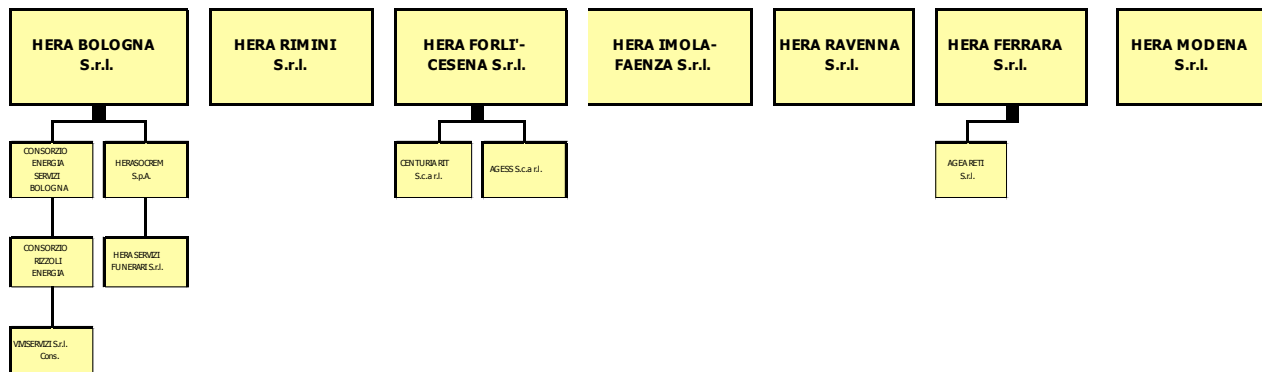 HERA BOLOGNA
S.r.l.
HERA RIMINI
S.r.l.
HERA FORLI'-
CESENA S.r.l.
HERA IMOLA-
FAENZA S.r.l.
HERA RAVENNA
S.r.l.
HERA FERRARA
S.r.l.
HERA MODENA
S.r.l.
CONSORZIO
ENERGIA
SERVIZI
BOLOGNA
HERASOCREM
S.p.A.
CENTURIA RIT
S.c.a r.l.
AGESS S.c.a r.l.
AGEA RETI
S.r.l.
CONSORZIO
RIZZOLI
ENERGIA
HERA SERVIZI
FUNERARI S.r.l.
VIVISERVIZI S.r.l.
Cons.